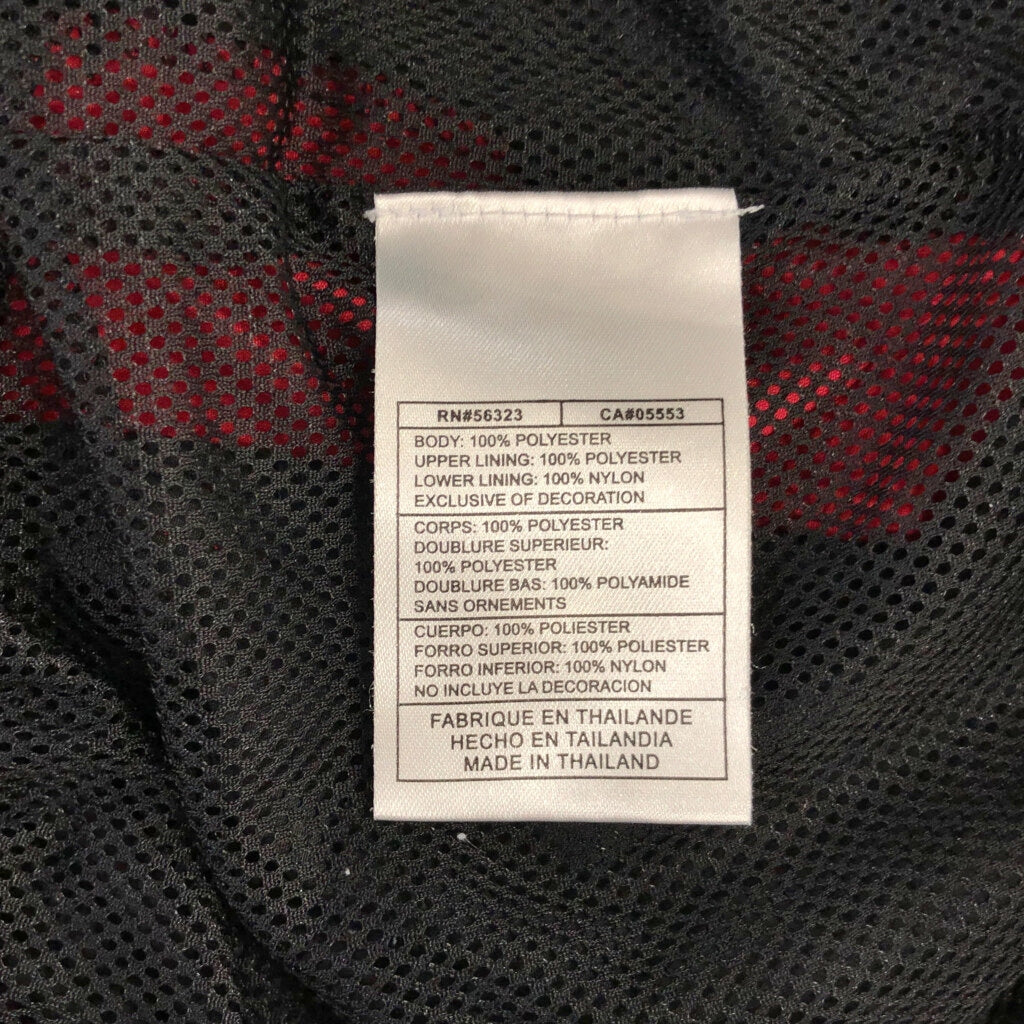 RN#56323 CA#05553
BODY: 100% POLYESTER
UPPER LINING: 100% POLYESTER
LOWER LINING: 100% NYLON
EXCLUSIVE OF DECORATION
CORPS: 100% POLYESTER
DOUBLURE SUPERIEUR:
100% POLYESTER
DOUBLURE BAS: 100% POLYAMIDE
SANS ORNEMENTS
CUERPO: 100% POLIESTER
FORRO SUPERIOR: 100% POLIESTER
FORRO INFERIOR: 100% NYLON
NO INCLUYE LA DECORACION
FABRIQUE EN THAILANDE
HECHO EN TAILANDIA
MADE IN THAILAND